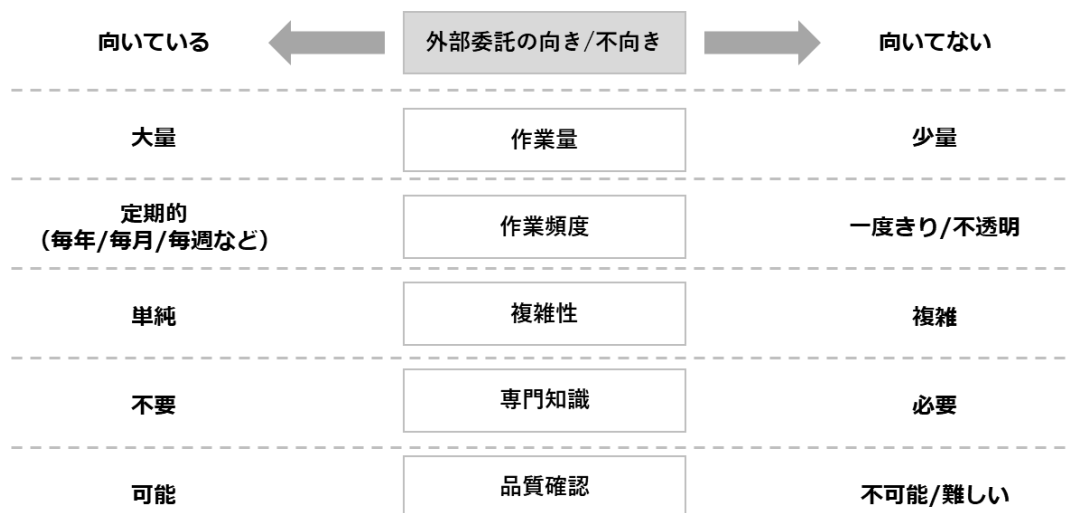 向いている
外部委託の向き/不向き
向いてない
大量
作業量
少量
定期的
（毎年/毎月/毎週など）
作業頻度
一度きり/不透明
単純
複雑性
複雑
不要
専門知識
必要
可能
品質確認
不可能/難しい